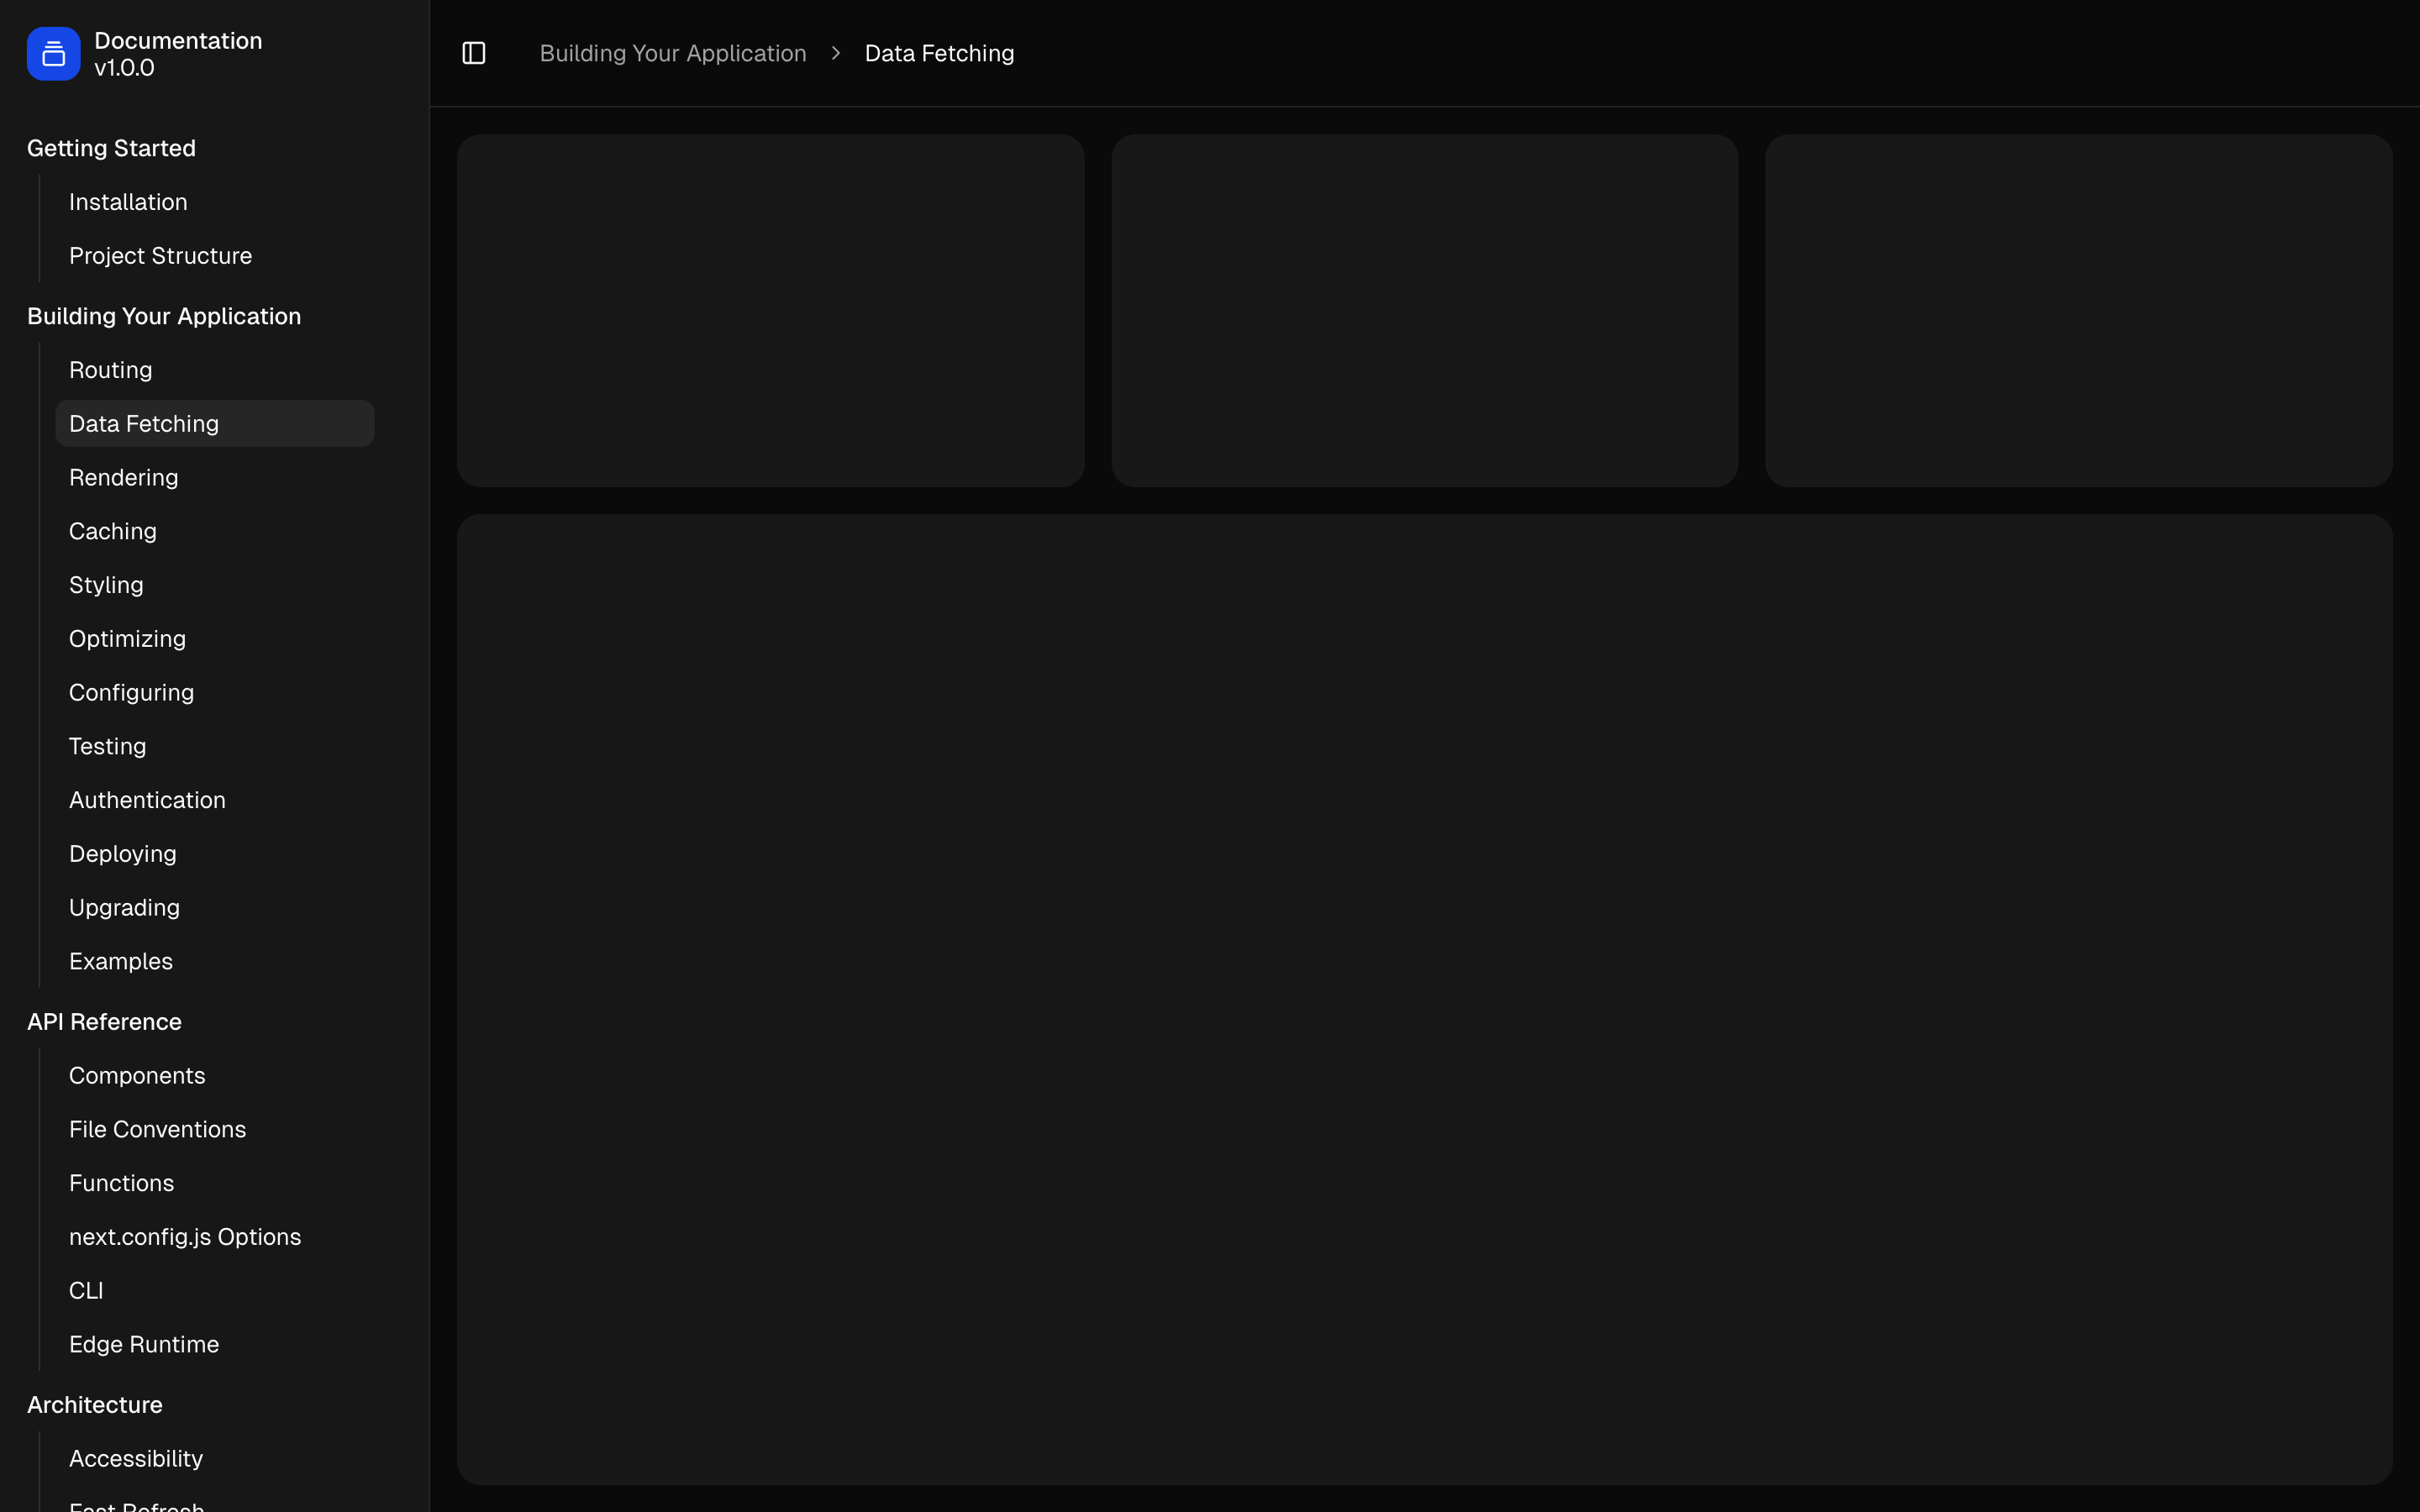 Documentation
v1.0.0
Getting Started
Installation
Project Structure
Building Your Application
Routing
Data Fetching
Rendering
Caching
Styling
Optimizing
Configuring
Testing
Authentication
Deploying
Upgrading
Examples
API Reference
Components
File Conventions
Functions
next.config.js Options
CLI
Edge Runtime
Architecture
Accessibility
Fast Refresh
Building Your Application > Data Fetching